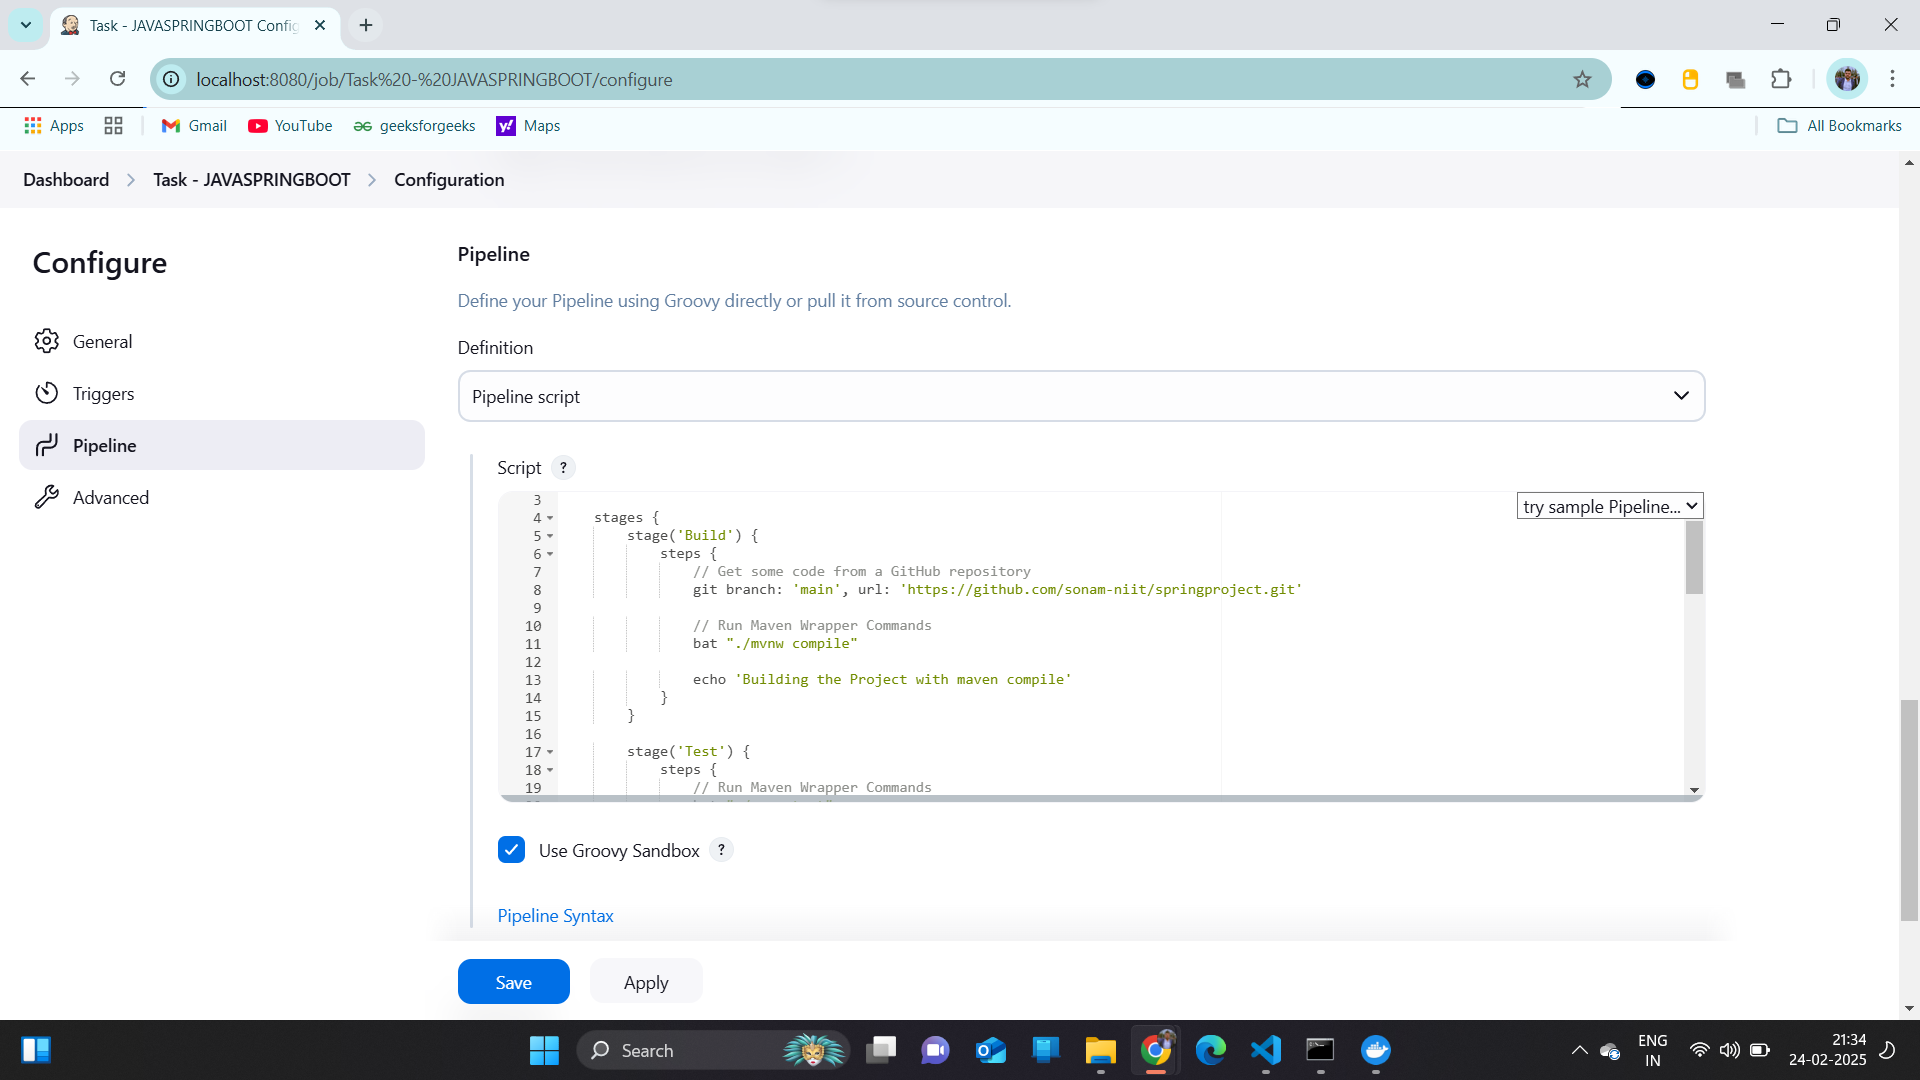 Task - JAVASPRINGBOOT Config
localhost:8080/job/Task%20-%20JAVASPRINGBOOT/configure
Apps
Gmail
YouTube
geeksforgeeks
y!
Maps
All Bookmarks
Dashboard
Task - JAVASPRINGBOOT
Configuration
Configure
General
Triggers
Pipeline
Advanced
Pipeline
Define your Pipeline using Groovy directly or pull it from source control.
Definition
Pipeline script
Script ?
try sample Pipeline...
3
4 stages {
5 stage('Build') {
6 steps {
7 // Get some code from a GitHub repository
8 git branch: 'main', url: 'https://github.com/sonam-niit/springproject.git'
9
10 // Run Maven Wrapper Commands
11 bat "./mvnw compile"
12
13 echo 'Building the Project with maven compile'
14 }
15 }
16
17 stage('Test') {
18 steps {
19 // Run Maven Wrapper Commands
Use Groovy Sandbox ?
Pipeline Syntax
Save
Apply
Search
ENG
IN
21:34
24-02-2025